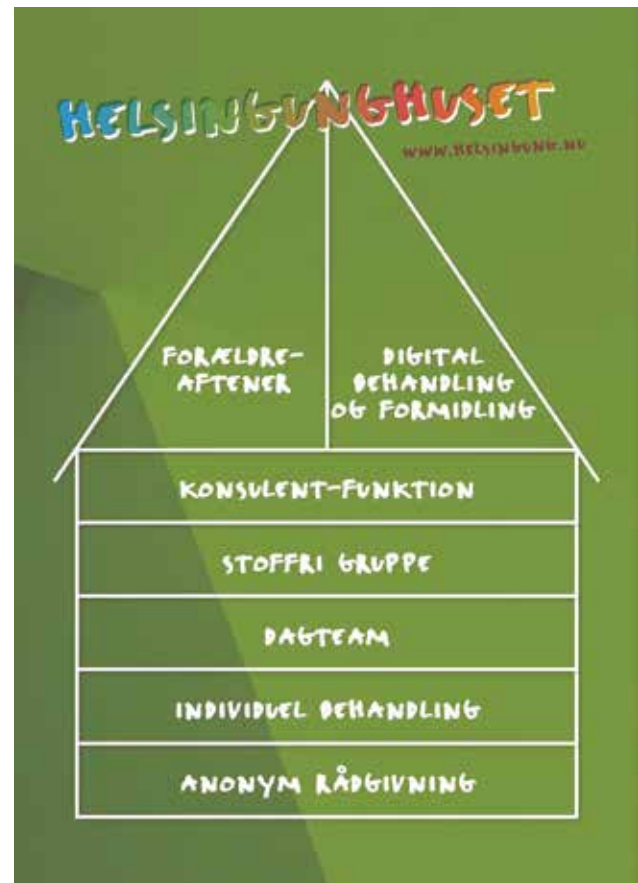 HELSINGUNGHUSET
WWW.HELSINGUNG.NU
FORÆLDRE-
AFTENER
DIGITAL
BEHANDLING
OG FORMIDLING
KONSULENT-FUNKTION
STOFFRI GRUPPE
DAGTEAM
INDIVIDUEL BEHANDLING
ANONYM RÅDGIVNING